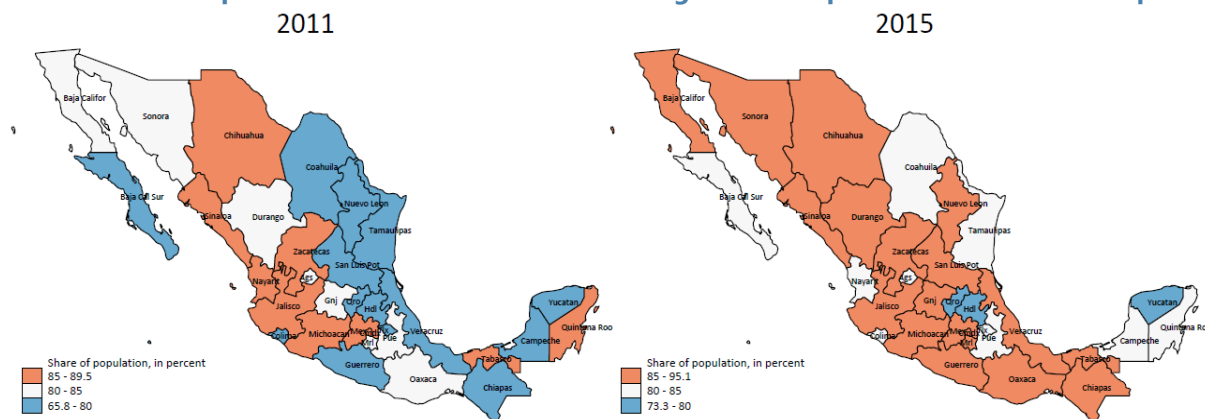 2011
Baja Califor
Sonora
Chihuahua
Coahuila
Baja Cal Sur
Nuevo Leon
Sinaloa
Durango
Tamaulipas
Zacatecas
San Luis Pot
Nayarit
Ags
Gnj
Qro
Hdl
Jalisco
Yucatan
Quintana Roo
Colima
Michoacan
Mexi
Mrl
Pue
Veracruz
Campeche
Tabasco
Guerrero
Oaxaca
Chiapas
Share of population, in percent
85 - 89.5
80 - 85
65.8 - 80
2015
Baja Califor
Sonora
Chihuahua
Coahuila
Baja Cal Sur
Nuevo Leon
Sinaloa
Durango
Tamaulipas
Zacatecas
San Luis Pot
Nayarit
Ags
Gnj
Qro
Hdl
Jalisco
Yucatan
Quintana Roo
Colima
Michoacan
Mexi
Mrl
Pue
Veracruz
Campeche
Tabasco
Guerrero
Oaxaca
Chiapas
Share of population, in percent
85 - 95.1
80 - 85
73.3 - 80